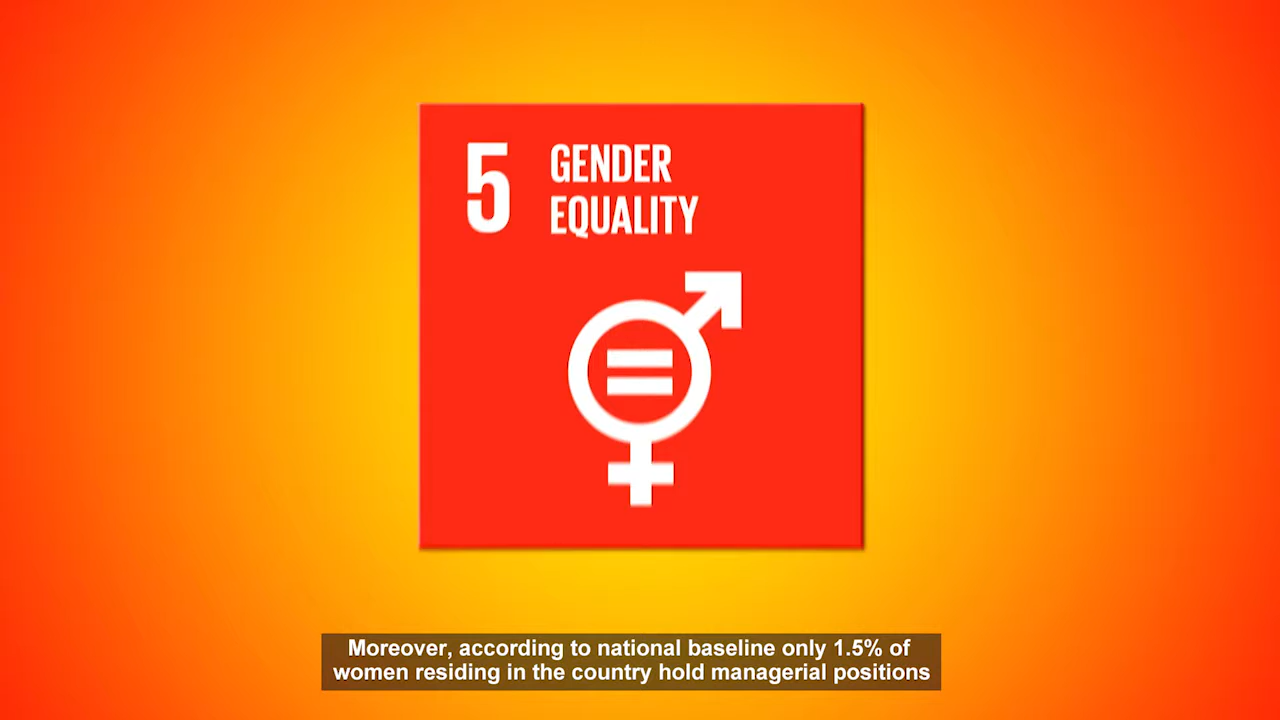 5 GENDER
EQUALITY
Moreover, according to national baseline only 1.5% of
women residing in the country hold managerial positions